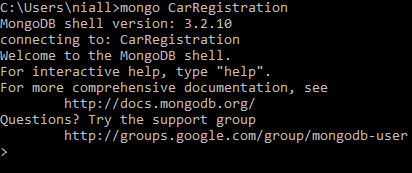 C:\Users\niall>mongo CarRegistration
MongoDB shell version: 3.2.10
connecting to: CarRegistration
Welcome to the MongoDB shell.
For interactive help, type "help".
For more comprehensive documentation, see
        http://docs.mongodb.org/
Questions? Try the support group
        http://groups.google.com/group/mongodb-user
>